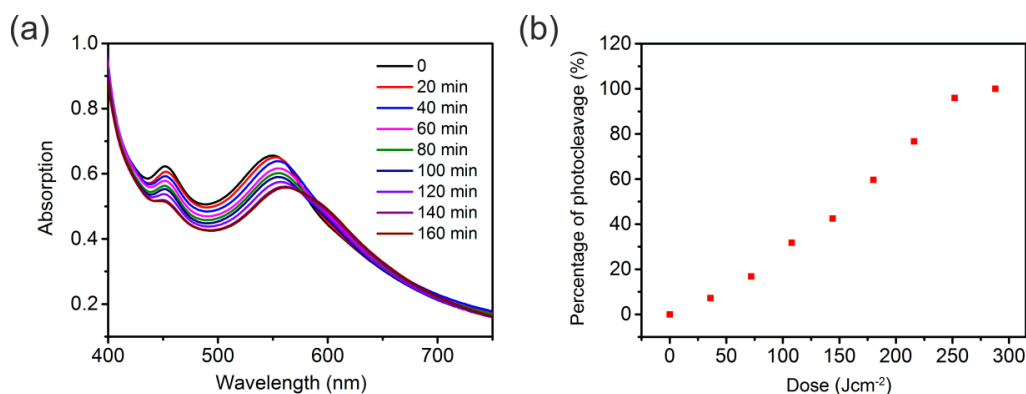 (a)
1.0
0.8
0.6
0.4
0.2
Absorption
400
500
600
700
Wavelength (nm)
0
20 min
40 min
60 min
80 min
100 min
120 min
140 min
160 min
(b)
120
100
80
60
40
20
0
Percentage of photocleavage (%)
0
50
100
150
200
250
300
Dose (Jcm⁻²)